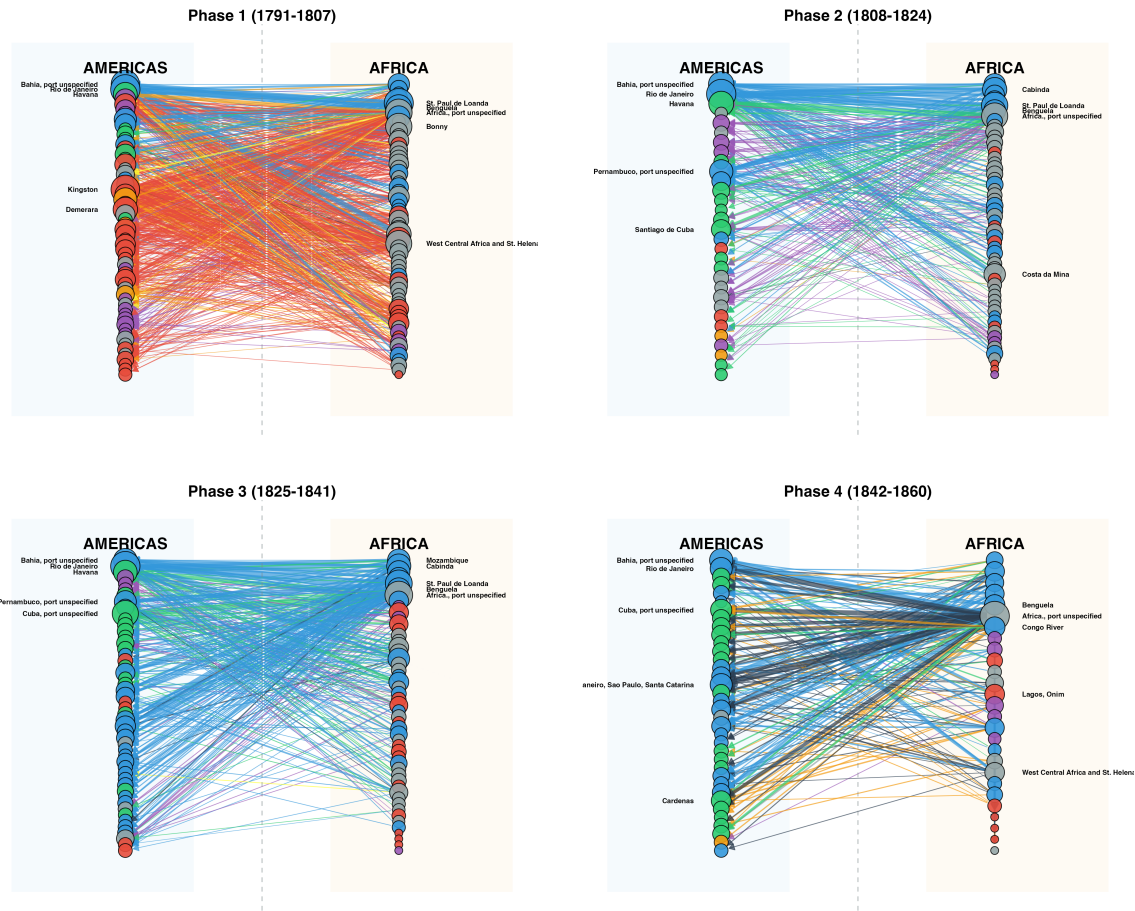 Phase 1 (1791-1807)
AMERICAS
AFRICA
Bahia, port unspecified
Rio de Janeiro
Havana
Kingston
Demerara
St. Paul de Loanda
Benguela
Africa., port unspecified
Bonny
West Central Africa and St. Helena
Phase 2 (1808-1824)
AMERICAS
AFRICA
Bahia, port unspecified
Rio de Janeiro
Havana
Pernambuco, port unspecified
Santiago de Cuba
Cabinda
St. Paul de Loanda
Benguela
Africa., port unspecified
Costa da Mina
Phase 3 (1825-1841)
AMERICAS
AFRICA
Bahia, port unspecified
Rio de Janeiro
Havana
Pernambuco, port unspecified
Cuba, port unspecified
Mozambique
Cabinda
St. Paul de Loanda
Benguela
Africa., port unspecified
Phase 4 (1842-1860)
AMERICAS
AFRICA
Bahia, port unspecified
Rio de Janeiro
Cuba, port unspecified
aneiro, Sao Paulo, Santa Catarina
Cardenas
Benguela
Africa., port unspecified
Congo River
Lagos, Onim
West Central Africa and St. Helena